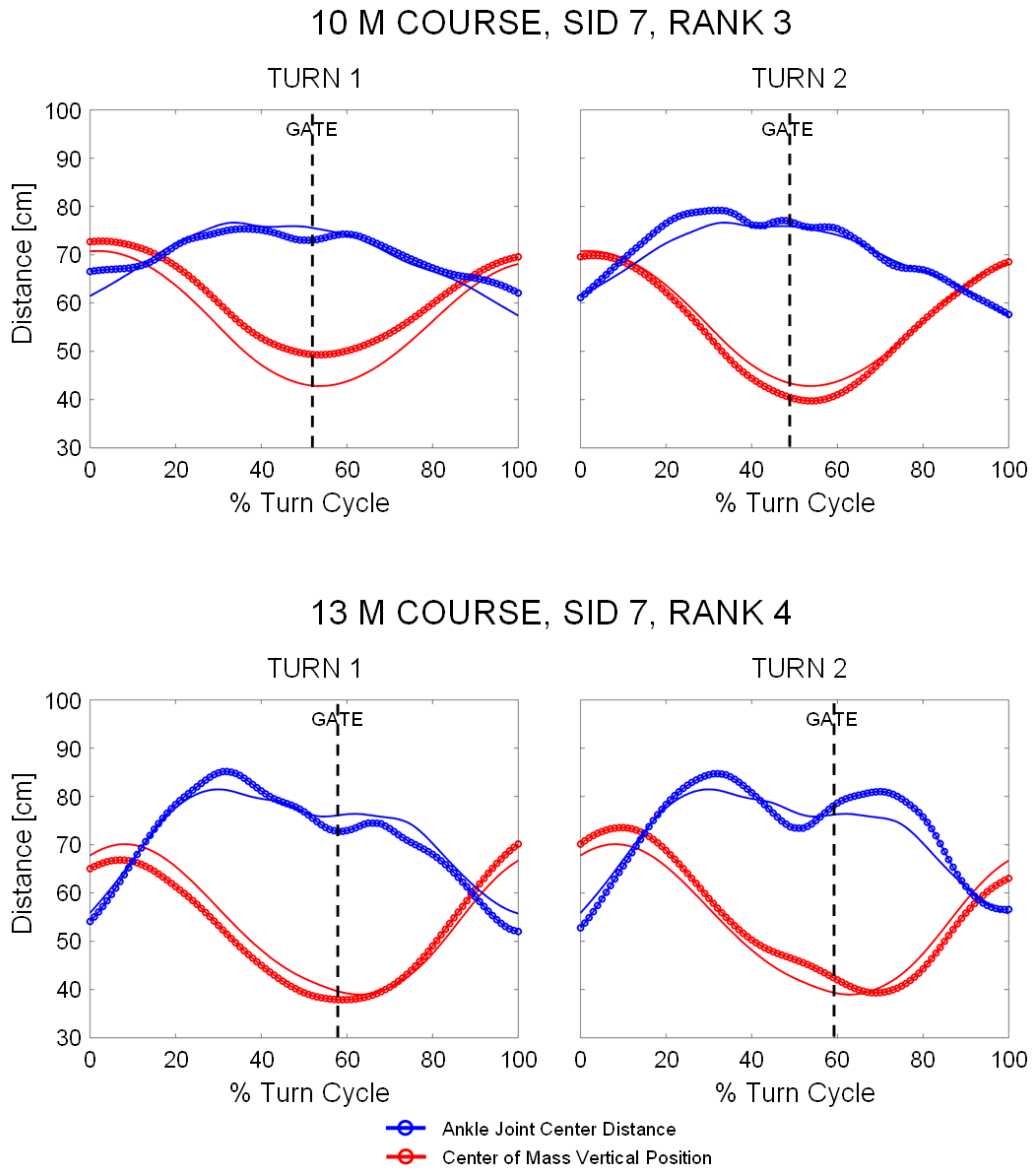 10 M COURSE, SID 7, RANK 3
TURN 1
TURN 2
100
90
80
70
60
50
40
30
Distance [cm]
GATE
GATE
0 20 40 60 80 100
0 20 40 60 80 100
% Turn Cycle
% Turn Cycle
13 M COURSE, SID 7, RANK 4
TURN 1
TURN 2
100
90
80
70
60
50
40
30
Distance [cm]
GATE
GATE
0 20 40 60 80 100
0 20 40 60 80 100
% Turn Cycle
% Turn Cycle
Ankle Joint Center Distance
Center of Mass Vertical Position